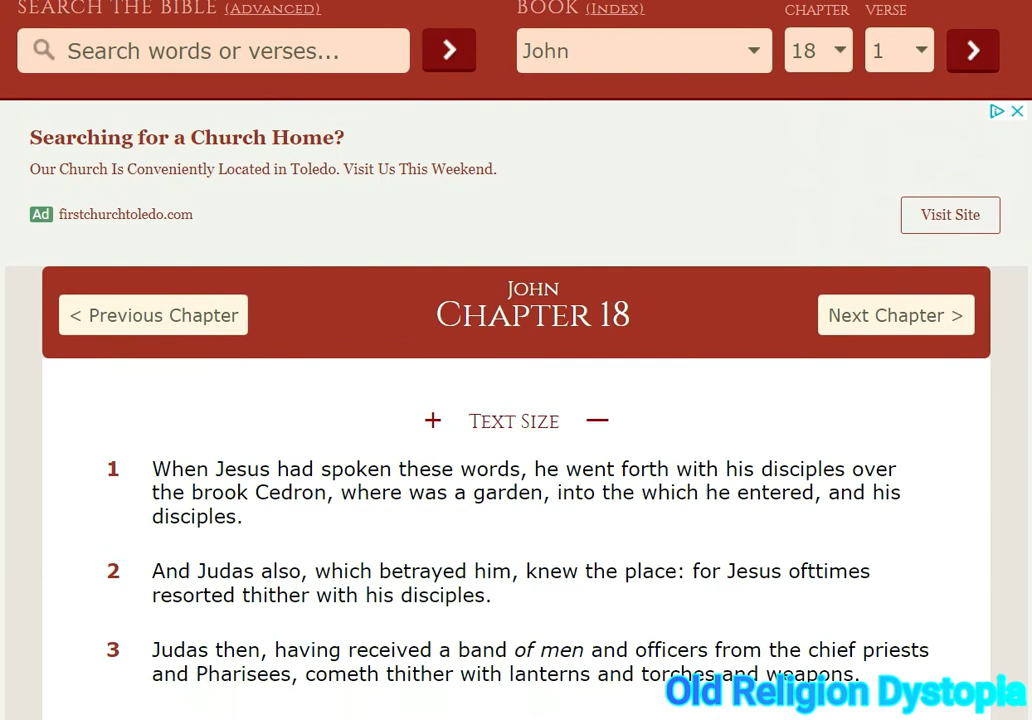 SEARCH THE BIBLE (ADVANCED)
BOOK (INDEX)
CHAPTER
VERSE
Search words or verses...
John
18
1
Searching for a Church Home?
Our Church Is Conveniently Located in Toledo. Visit Us This Weekend.
Ad firstchurchtoledo.com
Visit Site
John
Chapter 18
< Previous Chapter
Next Chapter >
+ Text Size −
1 When Jesus had spoken these words, he went forth with his disciples over
the brook Cedron, where was a garden, into the which he entered, and his
disciples.
2 And Judas also, which betrayed him, knew the place: for Jesus ofttimes
resorted thither with his disciples.
3 Judas then, having received a band of men and officers from the chief priests
and Pharisees, cometh thither with lanterns and torches and weapons.
Old Religion Dystopia